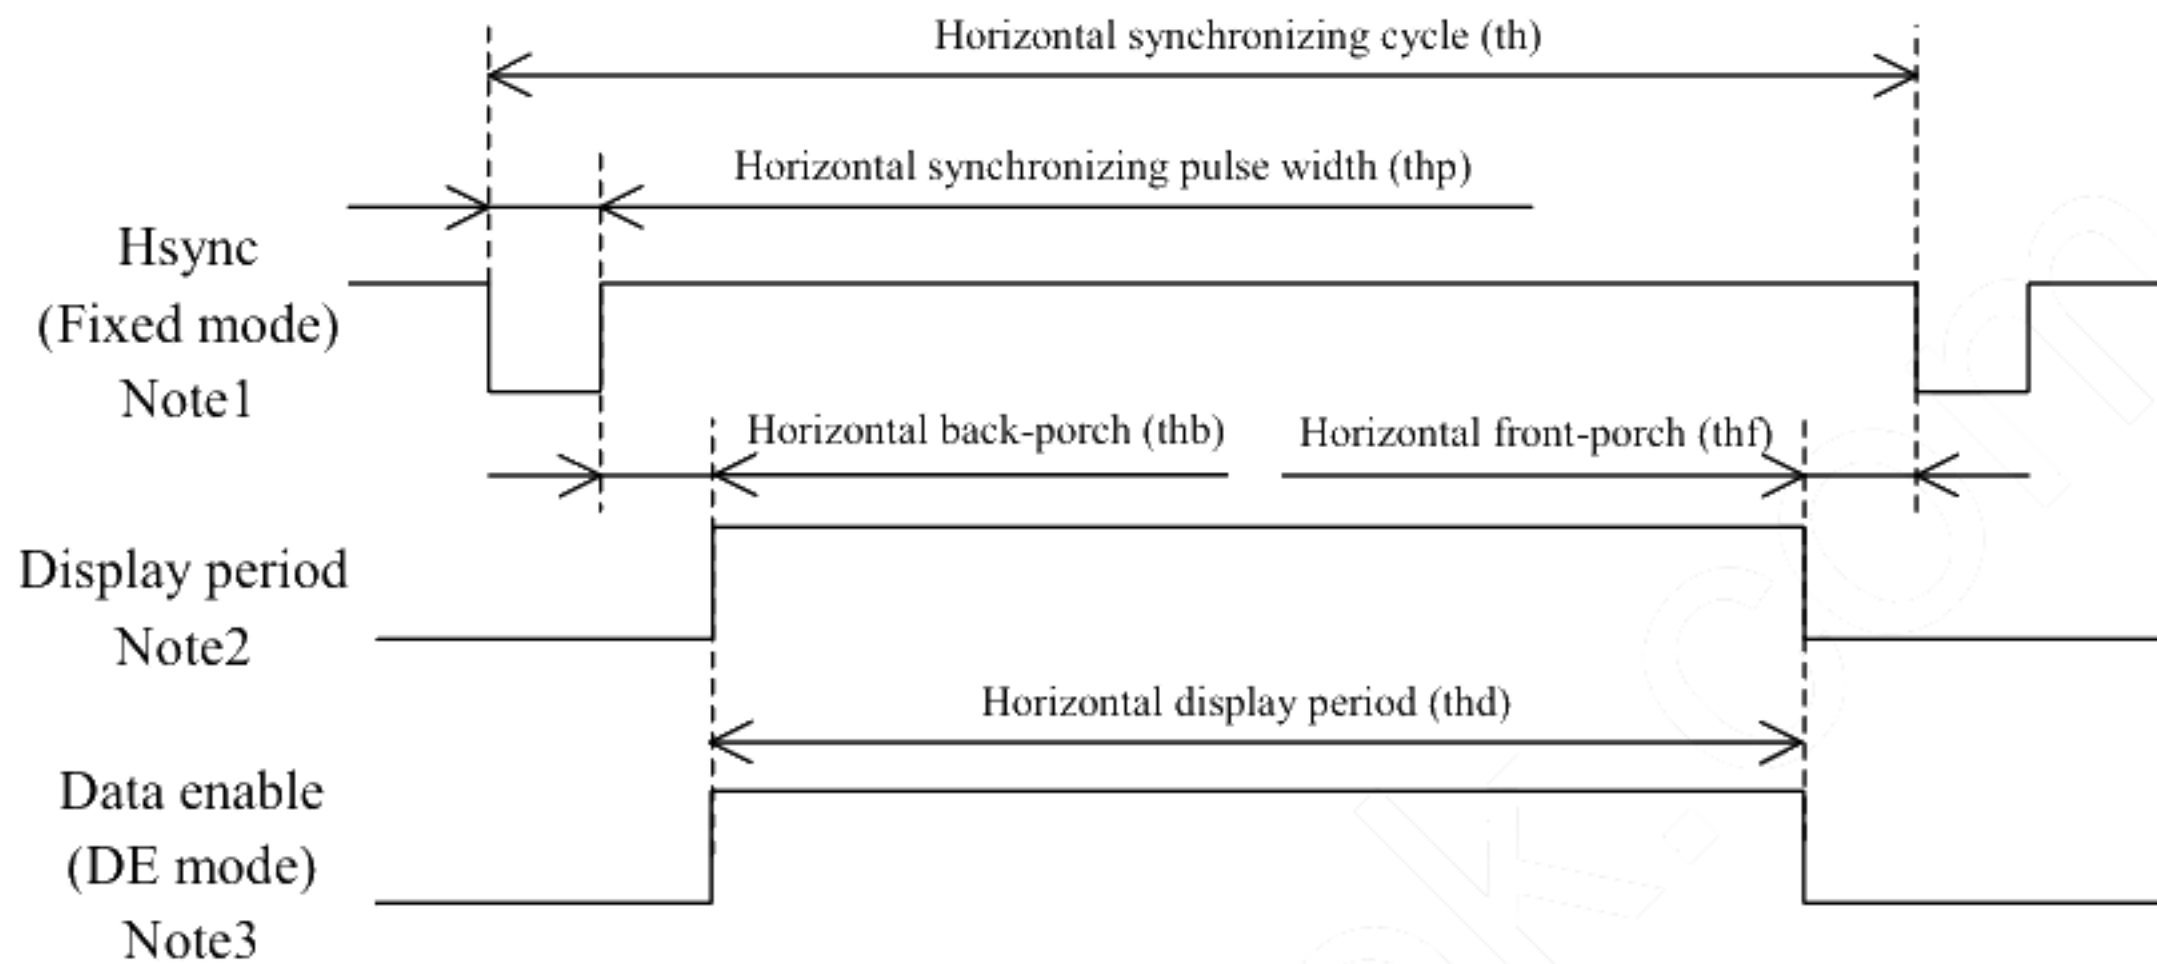 Horizontal synchronizing cycle (th)
Horizontal synchronizing pulse width (thp)
Hsync
(Fixed mode)
Note1
Horizontal back-porch (thb)
Horizontal front-porch (thf)
Display period
Note2
Horizontal display period (thd)
Data enable
(DE mode)
Note3